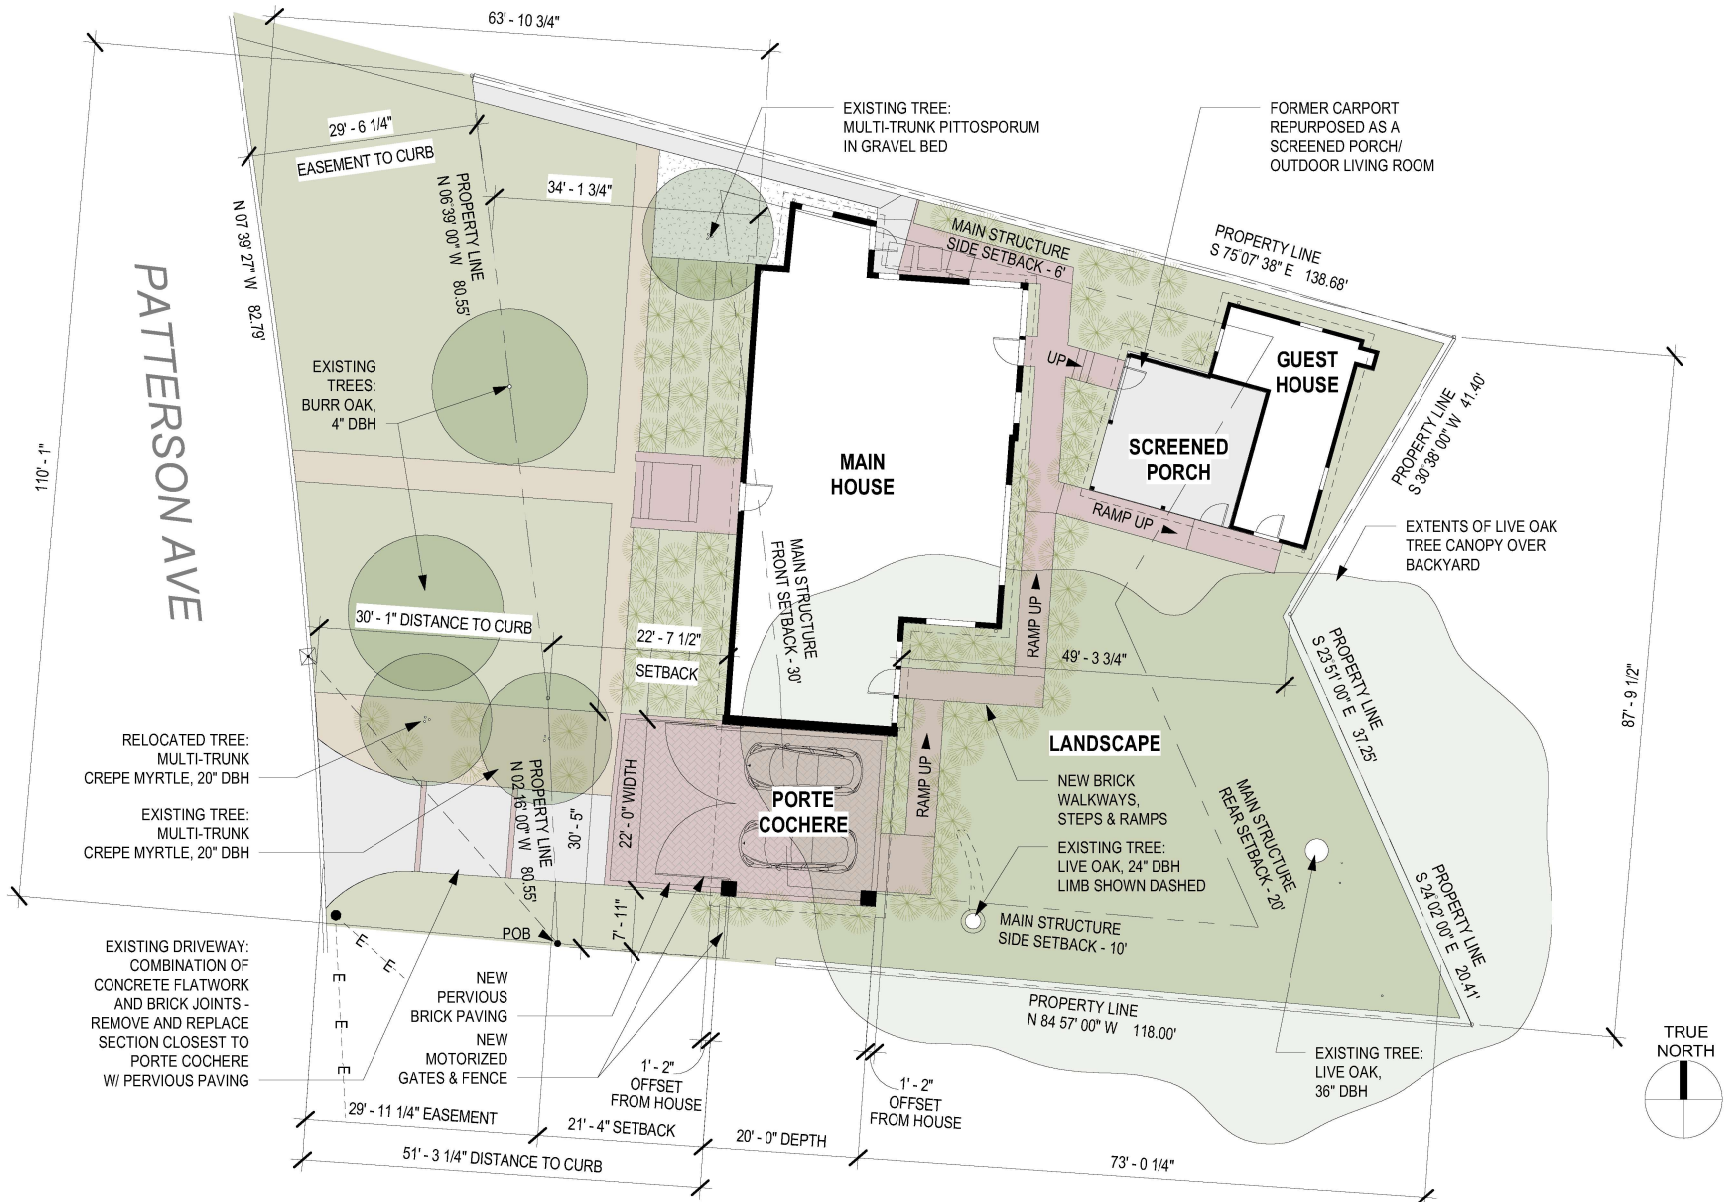 63' - 10 3/4"
29' - 6 1/4"
EASEMENT TO CURB
PROPERTY LINE
N 06°39' 00" W 80.55'
34' - 1 3/4"
EXISTING TREE:
MULTI-TRUNK PITTOSPORUM
IN GRAVEL BED
FORMER CARPORT
REPURPOSED AS A
SCREENED PORCH/
OUTDOOR LIVING ROOM
N 07 39' 27" W 82.79'
MAIN STRUCTURE
SIDE SETBACK - 6'
PROPERTY LINE
S 75°07' 38" E 138.68'
PATTERSON AVE
110' - 1"
EXISTING
TREES:
BURR OAK,
4" DBH
UP
GUEST
HOUSE
SCREENED
PORCH
MAIN
HOUSE
RAMP UP
PROPERTY LINE
S 30°38' 00" W 41.40'
EXTENTS OF LIVE OAK
TREE CANOPY OVER
BACKYARD
MAIN STRUCTURE
FRONT SETBACK - 30'
30' - 1" DISTANCE TO CURB
22' - 7 1/2"
SETBACK
RAMP UP
49' - 3 3/4"
PROPERTY LINE
S 23°51' 00" E 37.25'
87' - 9 1/2"
RELOCATED TREE:
MULTI-TRUNK
CREPE MYRTLE, 20" DBH
EXISTING TREE:
MULTI-TRUNK
CREPE MYRTLE, 20" DBH
PROPERTY LINE
N 02°16' 00" W 80.55'
30' - 5"
22' - 0" WIDTH
PORTE
COCHERE
RAMP UP
LANDSCAPE
NEW BRICK
WALKWAYS,
STEPS & RAMPS
EXISTING TREE:
LIVE OAK, 24" DBH
LIMB SHOWN DASHED
MAIN STRUCTURE
REAR SETBACK - 20'
MAIN STRUCTURE
SIDE SETBACK - 10'
PROPERTY LINE
S 24°02' 00" E 20.41'
POB
7' - 11"
E
E
E
E
E
EXISTING DRIVEWAY:
COMBINATION OF
CONCRETE FLATWORK
AND BRICK JOINTS -
REMOVE AND REPLACE
SECTION CLOSEST TO
PORTE COCHERE
W/ PERVIOUS PAVING
NEW
PERVIOUS
BRICK PAVING
NEW
MOTORIZED
GATES & FENCE
PROPERTY LINE
N 84 57' 00" W 118.00'
EXISTING TREE:
LIVE OAK,
36" DBH
TRUE
NORTH
1' - 2"
OFFSET
FROM HOUSE
1' - 2"
OFFSET
FROM HOUSE
29' - 11 1/4" EASEMENT
21' - 4" SETBACK
20' - 0" DEPTH
51' - 3 1/4" DISTANCE TO CURB
73' - 0 1/4"